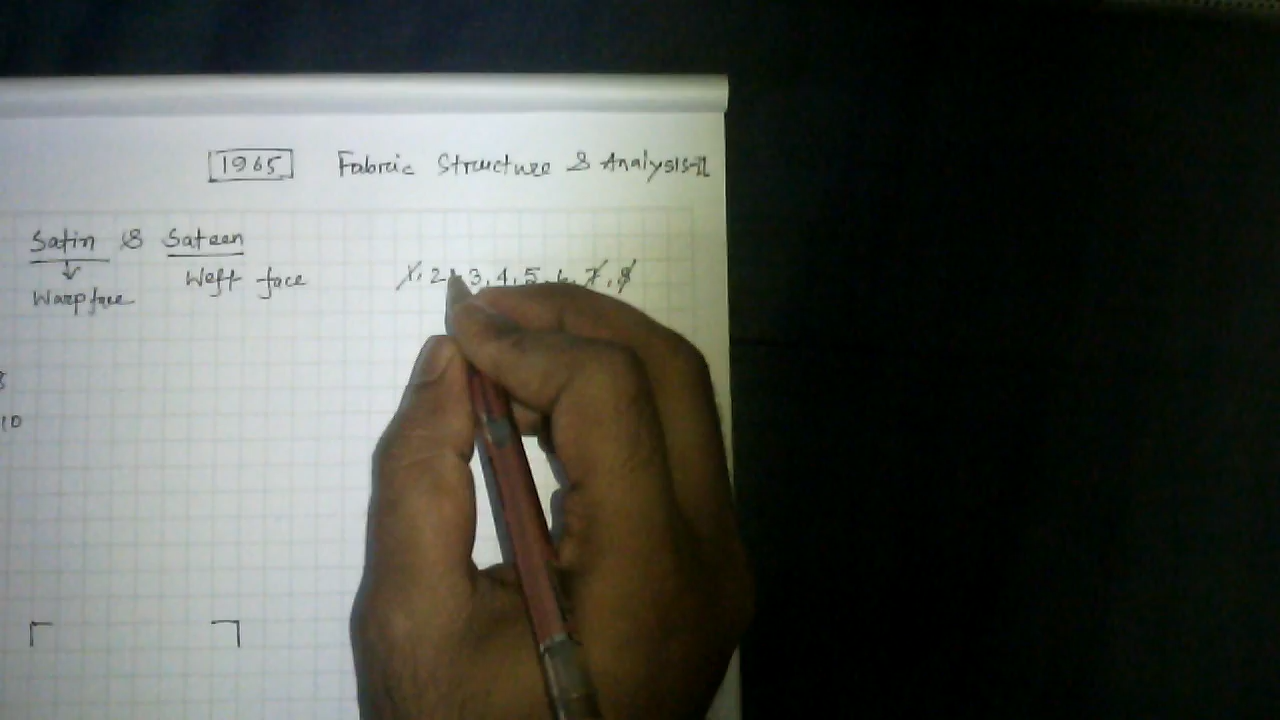 1965 Fabric Structure & Analysis-II
Satin & Sateen
Weft face 1, 2, 3, 4, 5, 6, 7, 8
Warp face
10